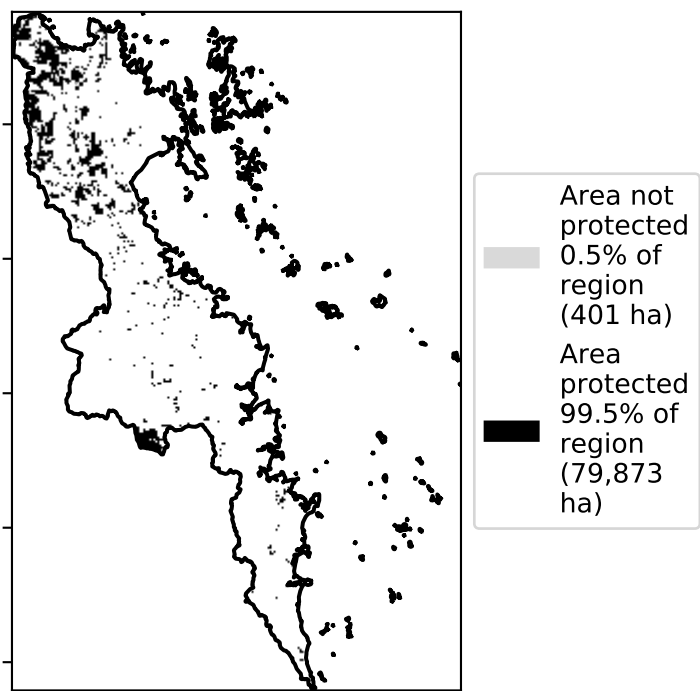 Area not
protected
0.5% of
region
(401 ha)
Area
protected
99.5% of
region
(79,873
ha)